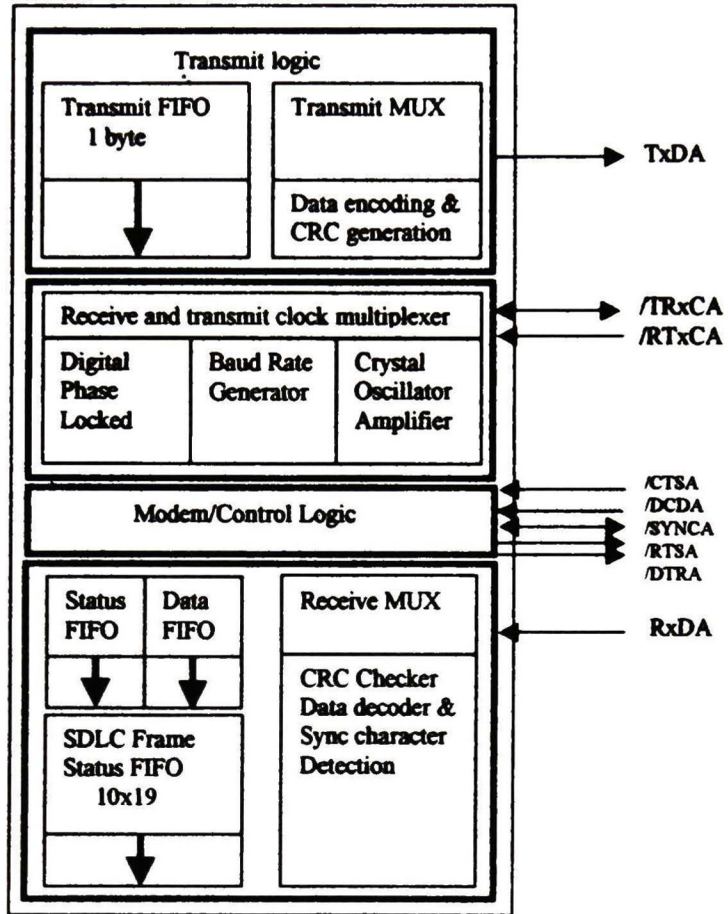 Transmit logic
Transmit FIFO
1 byte
Transmit MUX
Data encoding &
CRC generation
TxDA
Receive and transmit clock multiplexer
Digital
Phase
Locked
Baud Rate
Generator
Crystal
Oscillator
Amplifier
/TRxCA
/RTxCA
Modem/Control Logic
/CTSA
/DCDA
/SYNCA
/RTSA
/DTRA
Status
FIFO
Data
FIFO
SDLC Frame
Status FIFO
10x19
Receive MUX
CRC Checker
Data decoder &
Sync character
Detection
RxDA